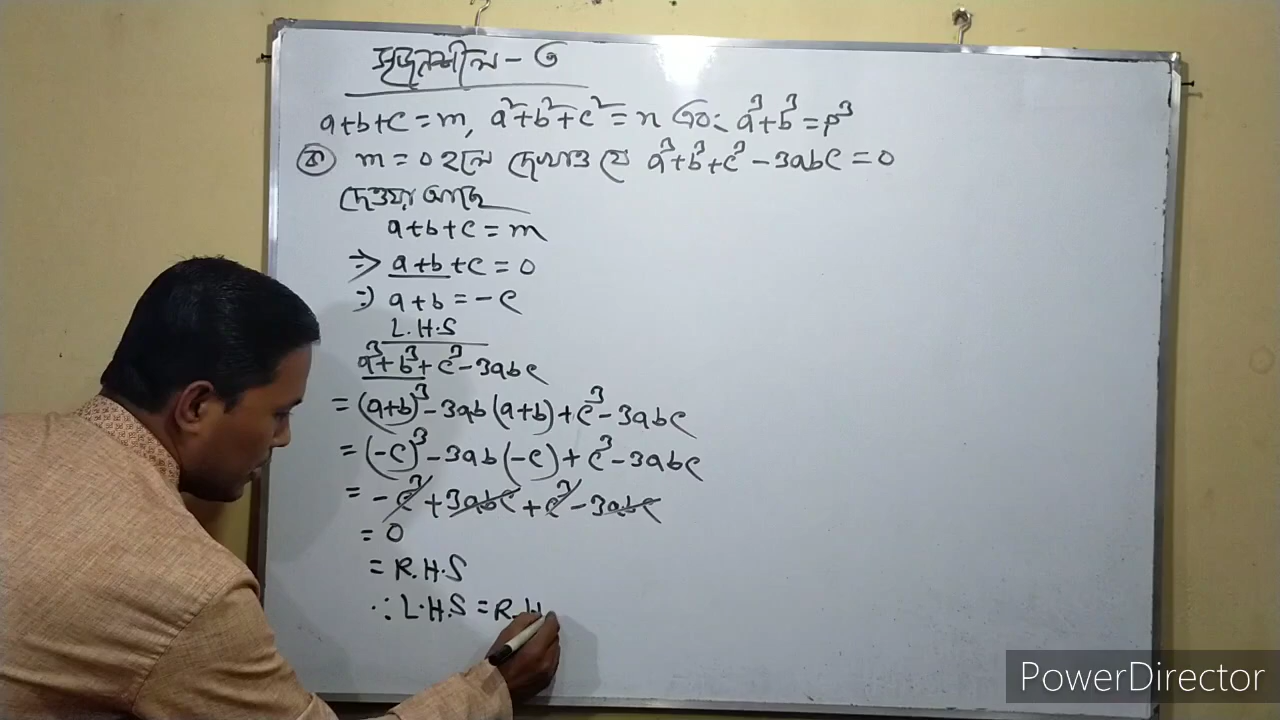 সৃজনশীল - ৩
a+b+c = m, a²+b²+c² = n এবং a³+b³ = p³
ক m = 0 হলে দেখাও যে a³+b³+c³ - 3abc = 0
দেওয়া আছে
a+b+c = m
⇒ a+b+c = 0
⇒ a+b = -c
L.H.S
a³+b³+c³-3abc
= (a+b)³-3ab(a+b)+c³-3abc
= (-c)³-3ab(-c)+c³-3abc
= -c³+3abc+c³-3abc
= 0
= R.H.S
∴ L.H.S = R.H
PowerDirector